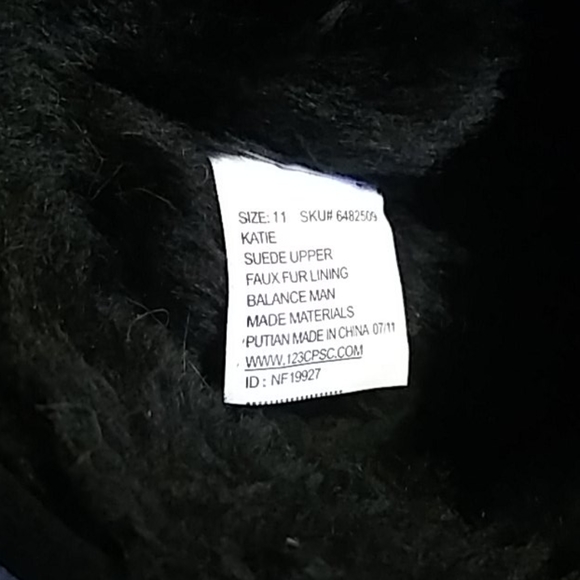 SIZE: 11 SKU# 6482509
KATIE
SUEDE UPPER
FAUX FUR LINING
BALANCE MAN
MADE MATERIALS
PUTIAN MADE IN CHINA 07/11
WWW.123CPSC.COM
ID : NF19927